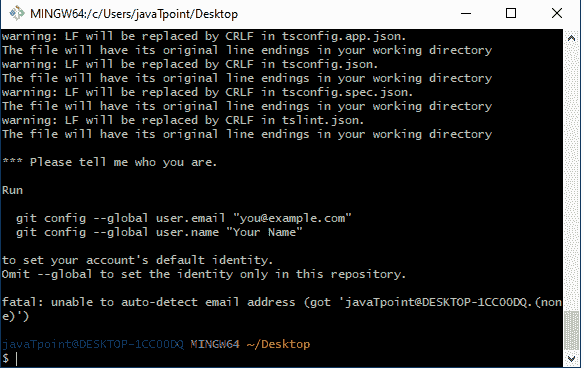 MINGW64:/c/Users/javaTpoint/Desktop
warning: LF will be replaced by CRLF in tsconfig.app.json.
The file will have its original line endings in your working directory
warning: LF will be replaced by CRLF in tsconfig.json.
The file will have its original line endings in your working directory
warning: LF will be replaced by CRLF in tsconfig.spec.json.
The file will have its original line endings in your working directory
warning: LF will be replaced by CRLF in tslint.json.
The file will have its original line endings in your working directory
*** Please tell me who you are.
Run
git config --global user.email "you@example.com"
git config --global user.name "Your Name"
to set your account's default identity.
Omit --global to set the identity only in this repository.
fatal: unable to auto-detect email address (got 'javaTpoint@DESKTOP-1CC0ODQ.(non
e)')
javaTpoint@DESKTOP-1CC0ODQ MINGW64 ~/Desktop
$